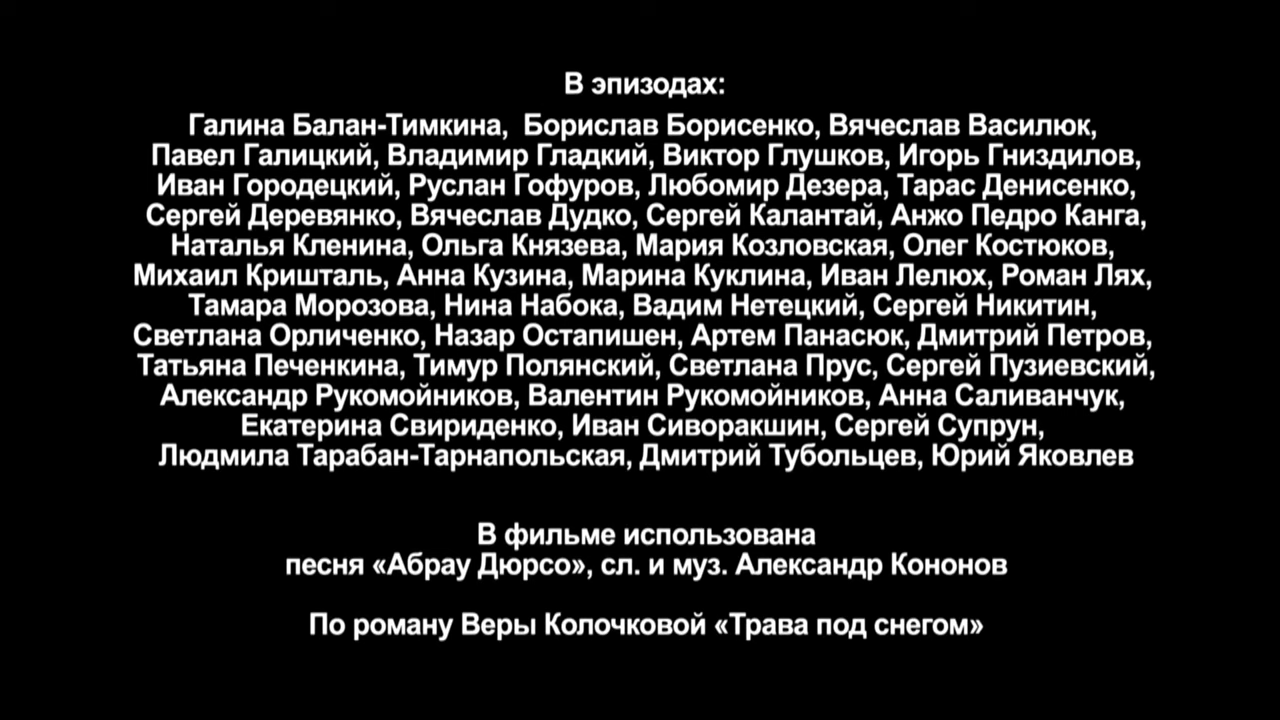 В эпизодах:
Галина Балан-Тимкина, Борислав Борисенко, Вячеслав Василюк,
Павел Галицкий, Владимир Гладкий, Виктор Глушков, Игорь Гниздилов,
Иван Городецкий, Руслан Гофуров, Любомир Дезера, Тарас Денисенко,
Сергей Деревянко, Вячеслав Дудко, Сергей Калантай, Анжо Педро Канга,
Наталья Кленина, Ольга Князева, Мария Козловская, Олег Костюков,
Михаил Кришталь, Анна Кузина, Марина Куклина, Иван Лелюх, Роман Лях,
Тамара Морозова, Нина Набока, Вадим Нетецкий, Сергей Никитин,
Светлана Орличенко, Назар Остапишен, Артем Панасюк, Дмитрий Петров,
Татьяна Печенкина, Тимур Полянский, Светлана Прус, Сергей Пузиевский,
Александр Рукомойников, Валентин Рукомойников, Анна Саливанчук,
Екатерина Свириденко, Иван Сиворакшин, Сергей Супрун,
Людмила Тарабан-Тарнапольская, Дмитрий Тубольцев, Юрий Яковлев
В фильме использована
песня «Абрау Дюрсо», сл. и муз. Александр Кононов
По роману Веры Колочковой «Трава под снегом»